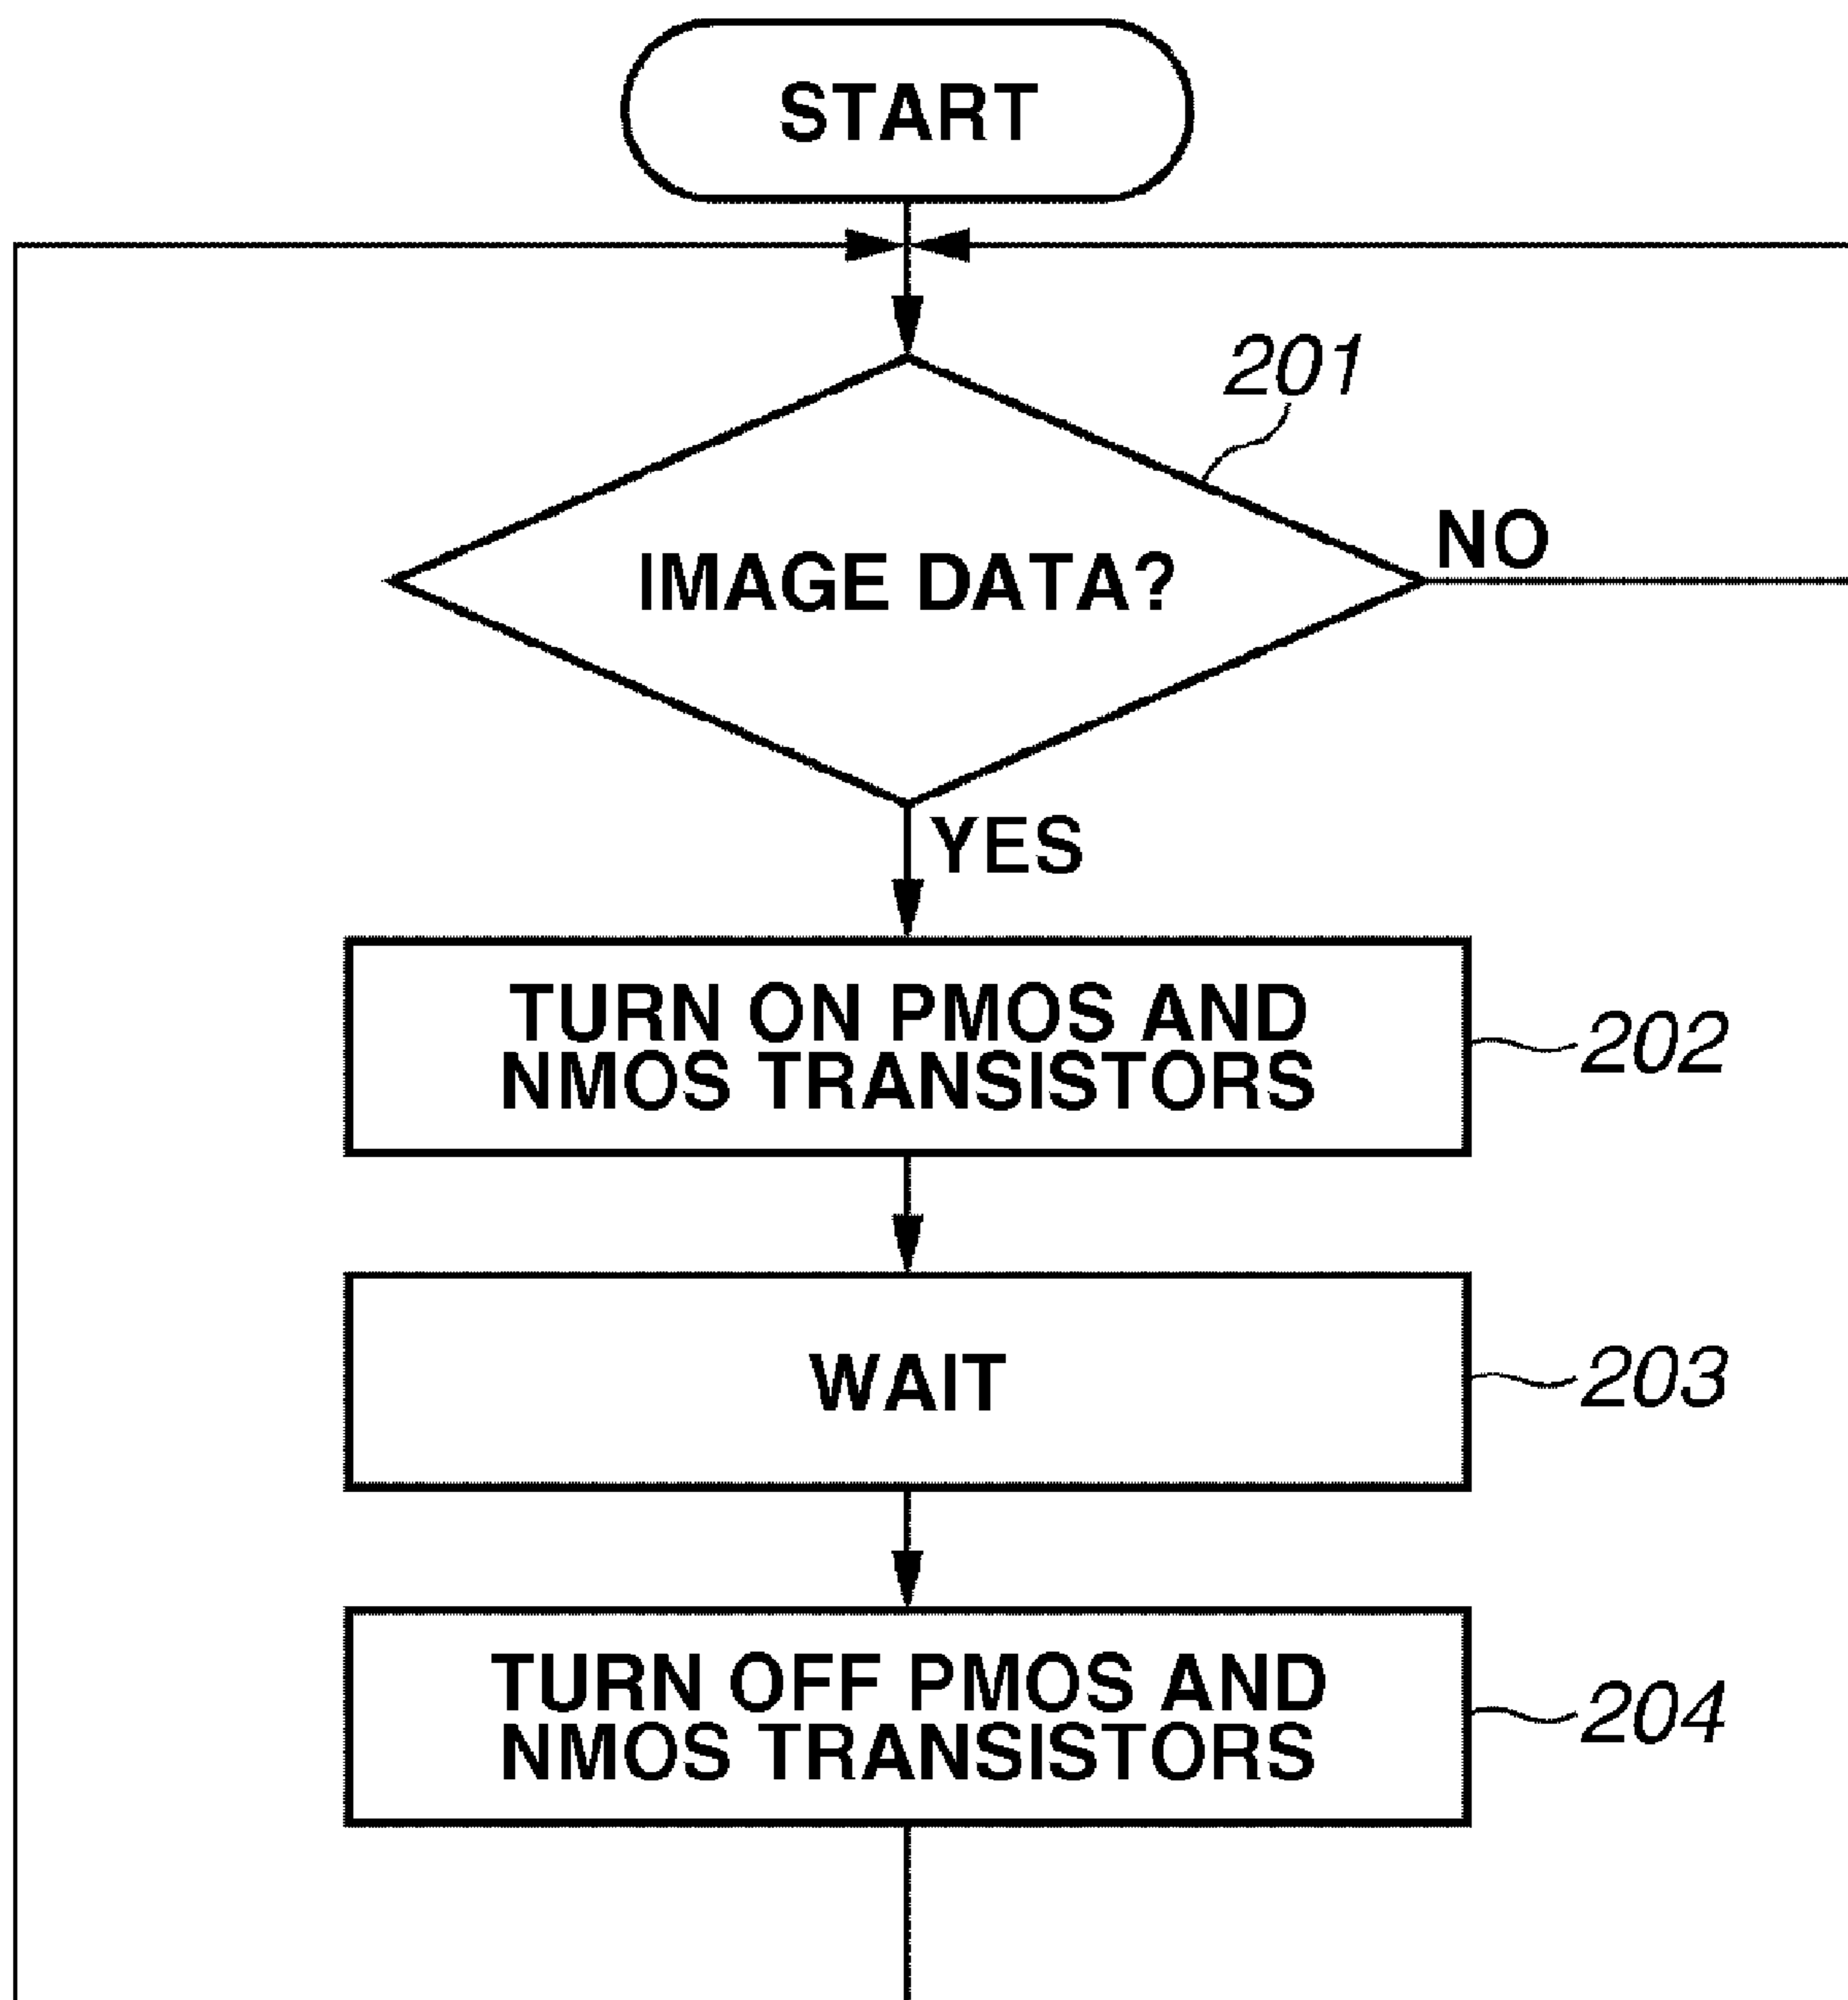 START
201
IMAGE DATA?
NO
YES
TURN ON PMOS AND
NMOS TRANSISTORS
202
WAIT
203
TURN OFF PMOS AND
NMOS TRANSISTORS
204